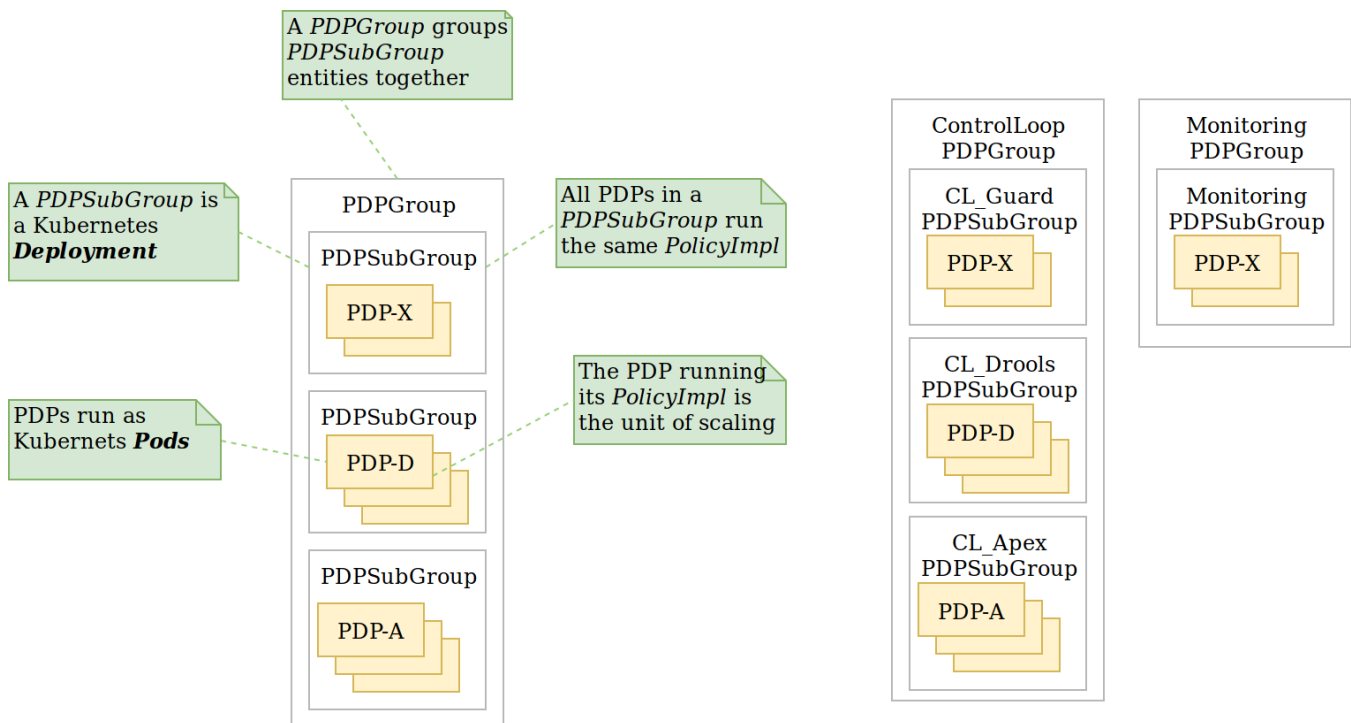 A PDPGroup groups
PDPSubGroup
entities together
A PDPSubGroup is
a Kubernetes
Deployment
PDPGroup
All PDPs in a
PDPSubGroup run
the same PolicyImpl
PDPSubGroup
PDP-X
The PDP running
its PolicyImpl is
the unit of scaling
PDPs run as
Kubernets Pods
PDPSubGroup
PDP-D
PDPSubGroup
PDP-A
ControlLoop
PDPGroup
CL_Guard
PDPSubGroup
PDP-X
CL_Drools
PDPSubGroup
PDP-D
CL_Apex
PDPSubGroup
PDP-A
Monitoring
PDPGroup
Monitoring
PDPSubGroup
PDP-X